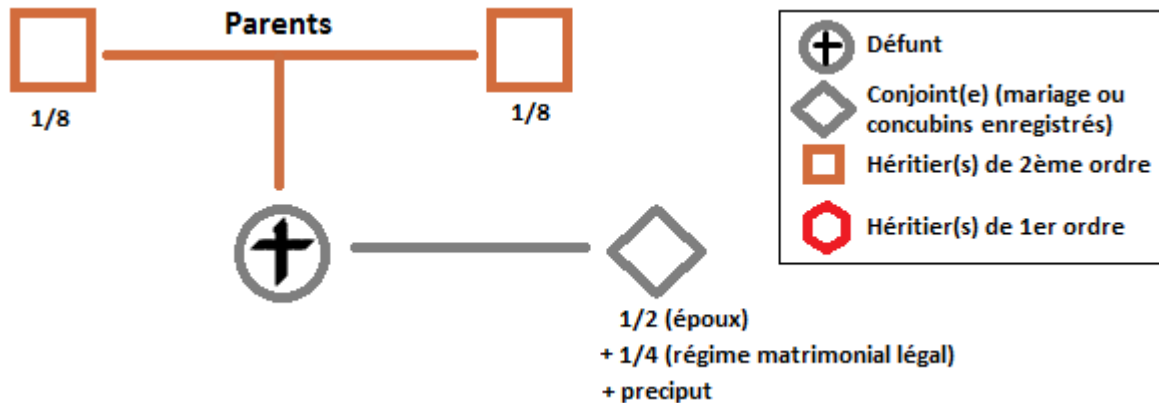 Parents
1/8
1/8
1/2 (époux)
+ 1/4 (régime matrimonial légal)
+ preciput
Défunt
Conjoint(e) (mariage ou
concubins enregistrés)
Héritier(s) de 2ème ordre
Héritier(s) de 1er ordre